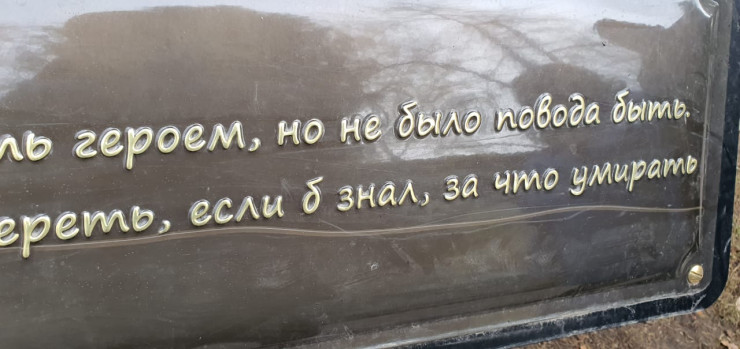 ль героем, но не было повода быть.
ереть, если б знал, за что умирать